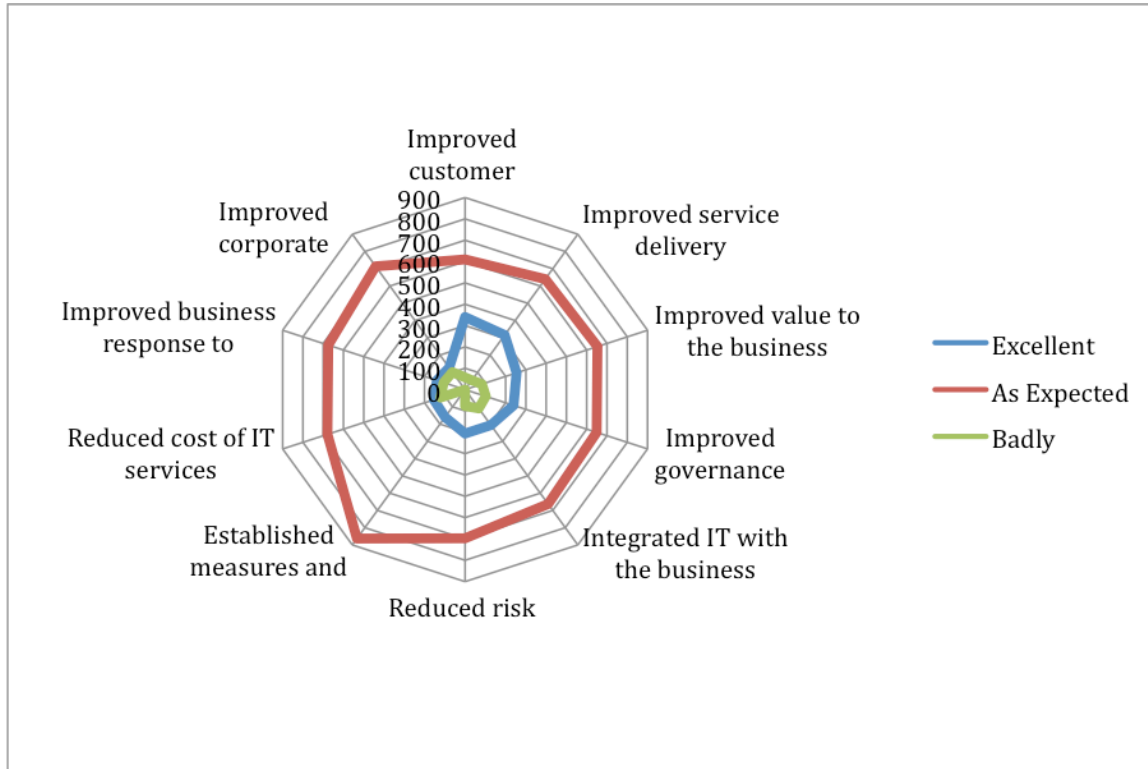 Improved
customer
900
800
700
600
500
400
300
200
100
0
Improved service
delivery
Improved value to
the business
Improved
governance
Integrated IT with
the business
Reduced risk
Established
measures and
Reduced cost of IT
services
Improved business
response to
Improved
corporate
Excellent
As Expected
Badly